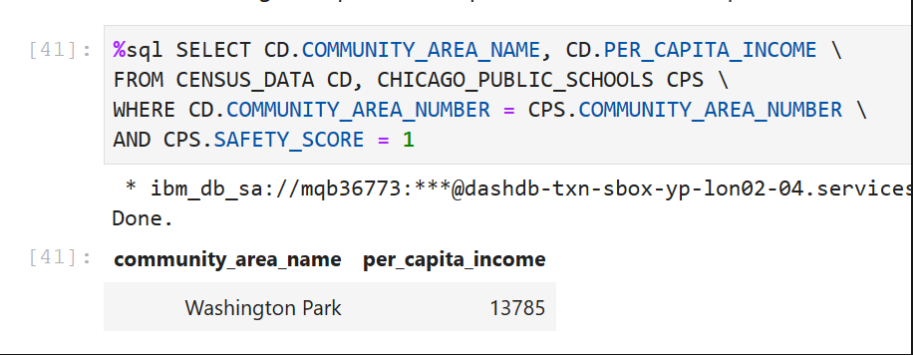 [41]: %sql SELECT CD.COMMUNITY_AREA_NAME, CD.PER_CAPITA_INCOME \
FROM CENSUS_DATA CD, CHICAGO_PUBLIC_SCHOOLS CPS \
WHERE CD.COMMUNITY_AREA_NUMBER = CPS.COMMUNITY_AREA_NUMBER \
AND CPS.SAFETY_SCORE = 1
* ibm_db_sa://mqb36773:***@dashdb-txn-sbox-yp-lon02-04.services
Done.
[41]: community_area_name per_capita_income
Washington Park 13785